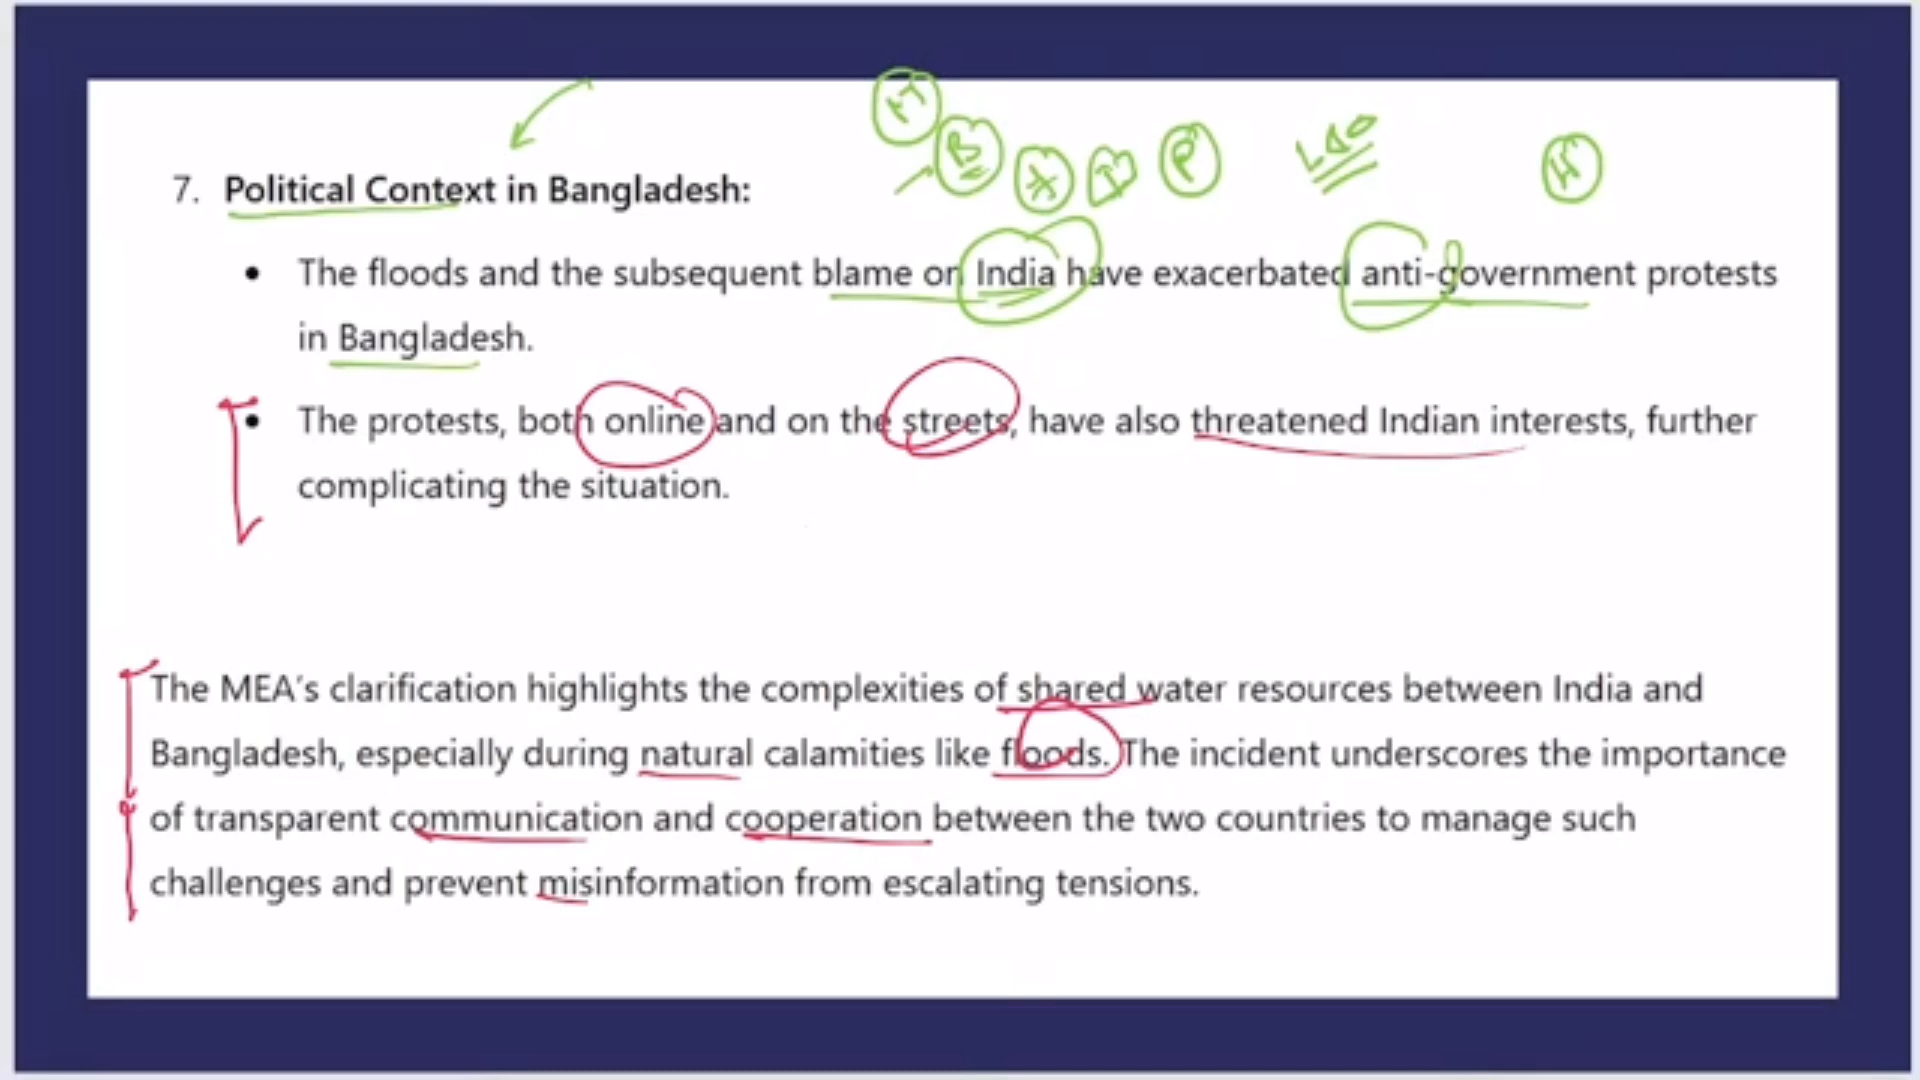 7. Political Context in Bangladesh:
• The floods and the subsequent blame on India have exacerbated anti-government protests
in Bangladesh.
• The protests, both online and on the streets, have also threatened Indian interests, further
complicating the situation.
The MEA's clarification highlights the complexities of shared water resources between India and
Bangladesh, especially during natural calamities like floods. The incident underscores the importance
of transparent communication and cooperation between the two countries to manage such
challenges and prevent misinformation from escalating tensions.